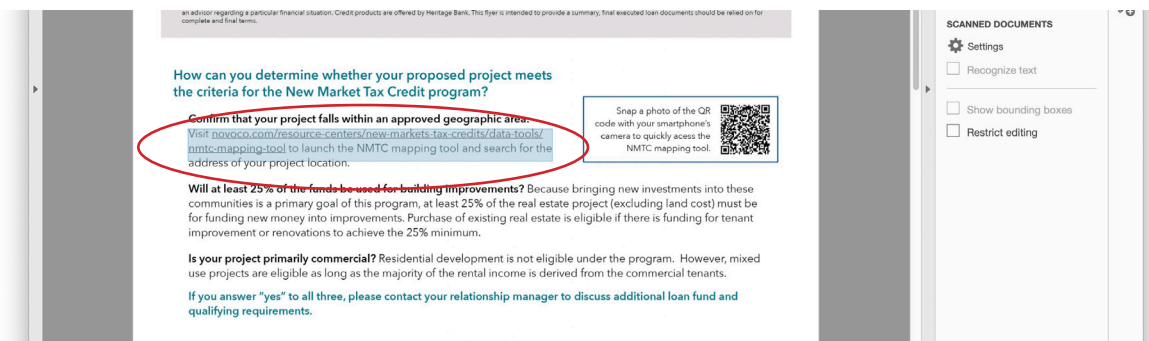 an advisor regarding a particular financial situation. Credit products are offered by Heritage Bank. This flyer is intended to provide a summary, final executed loan documents should be relied on for
complete and final terms.
How can you determine whether your proposed project meets
the criteria for the New Market Tax Credit program?
Confirm that your project falls within an approved geographic area.
Visit novoco.com/resource-centers/new-markets-tax-credits/data-tools/
nmtc-mapping-tool to launch the NMTC mapping tool and search for the
address of your project location.
Snap a photo of the QR
code with your smartphone's
camera to quickly acess the
NMTC mapping tool.
Will at least 25% of the funds be used for building improvements? Because bringing new investments into these
communities is a primary goal of this program, at least 25% of the real estate project (excluding land cost) must be
for funding new money into improvements. Purchase of existing real estate is eligible if there is funding for tenant
improvement or renovations to achieve the 25% minimum.
Is your project primarily commercial? Residential development is not eligible under the program. However, mixed
use projects are eligible as long as the majority of the rental income is derived from the commercial tenants.
If you answer "yes" to all three, please contact your relationship manager to discuss additional loan fund and
qualifying requirements.
SCANNED DOCUMENTS
Settings
Recognize text
Show bounding boxes
Restrict editing